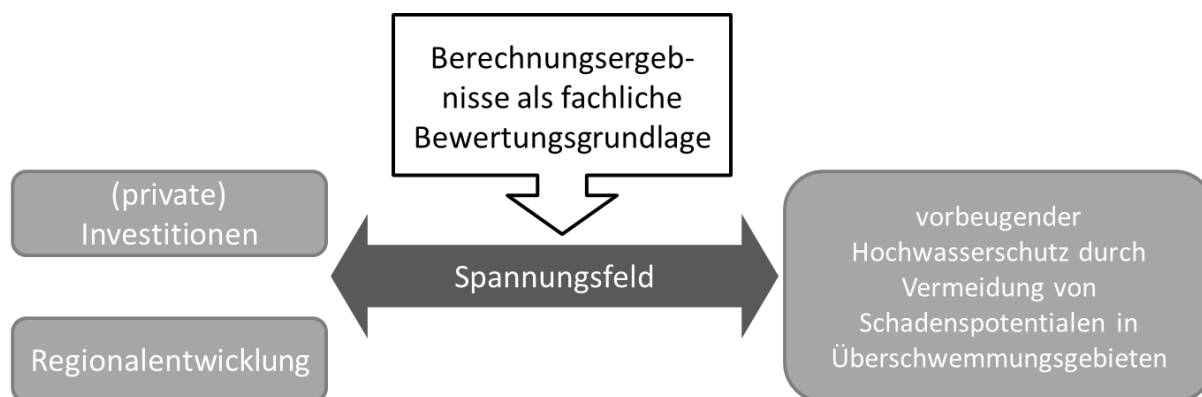 Berechnungsergeb-
nisse als fachliche
Bewertungsgrundlage
(private)
Investitionen
Spannungsfeld
Regionalentwicklung
vorbeugender
Hochwasserschutz durch
Vermeidung von
Schadenspotentialen in
Überschwemmungsgebieten